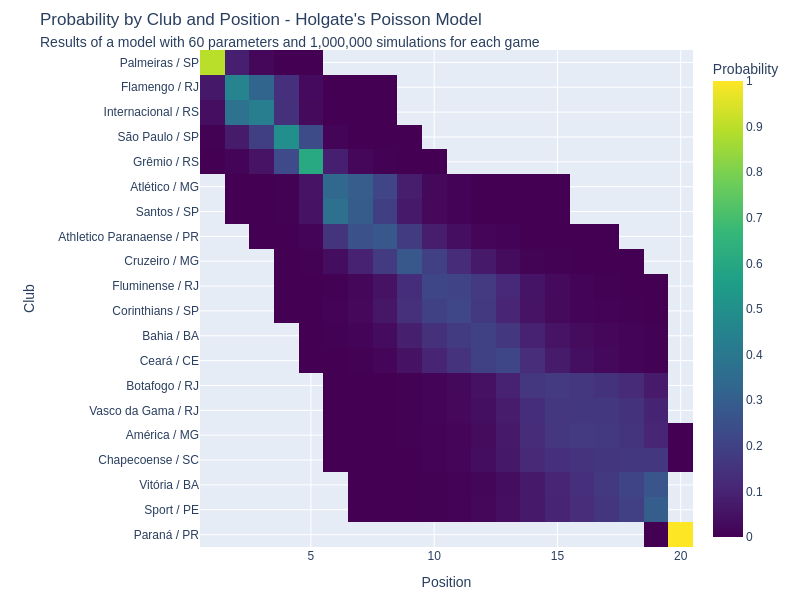 Probability by Club and Position - Holgate's Poisson Model
Results of a model with 60 parameters and 1,000,000 simulations for each game
Probability
Palmeiras / SP
Flamengo / RJ
Internacional / RS
São Paulo / SP
Grêmio / RS
Atlético / MG
Santos / SP
Athletico Paranaense / PR
Cruzeiro / MG
Fluminense / RJ
Corinthians / SP
Bahia / BA
Ceará / CE
Botafogo / RJ
Vasco da Gama / RJ
América / MG
Chapecoense / SC
Vitória / BA
Sport / PE
Paraná / PR
Club
5
10
15
20
Position
1
0.9
0.8
0.7
0.6
0.5
0.4
0.3
0.2
0.1
0